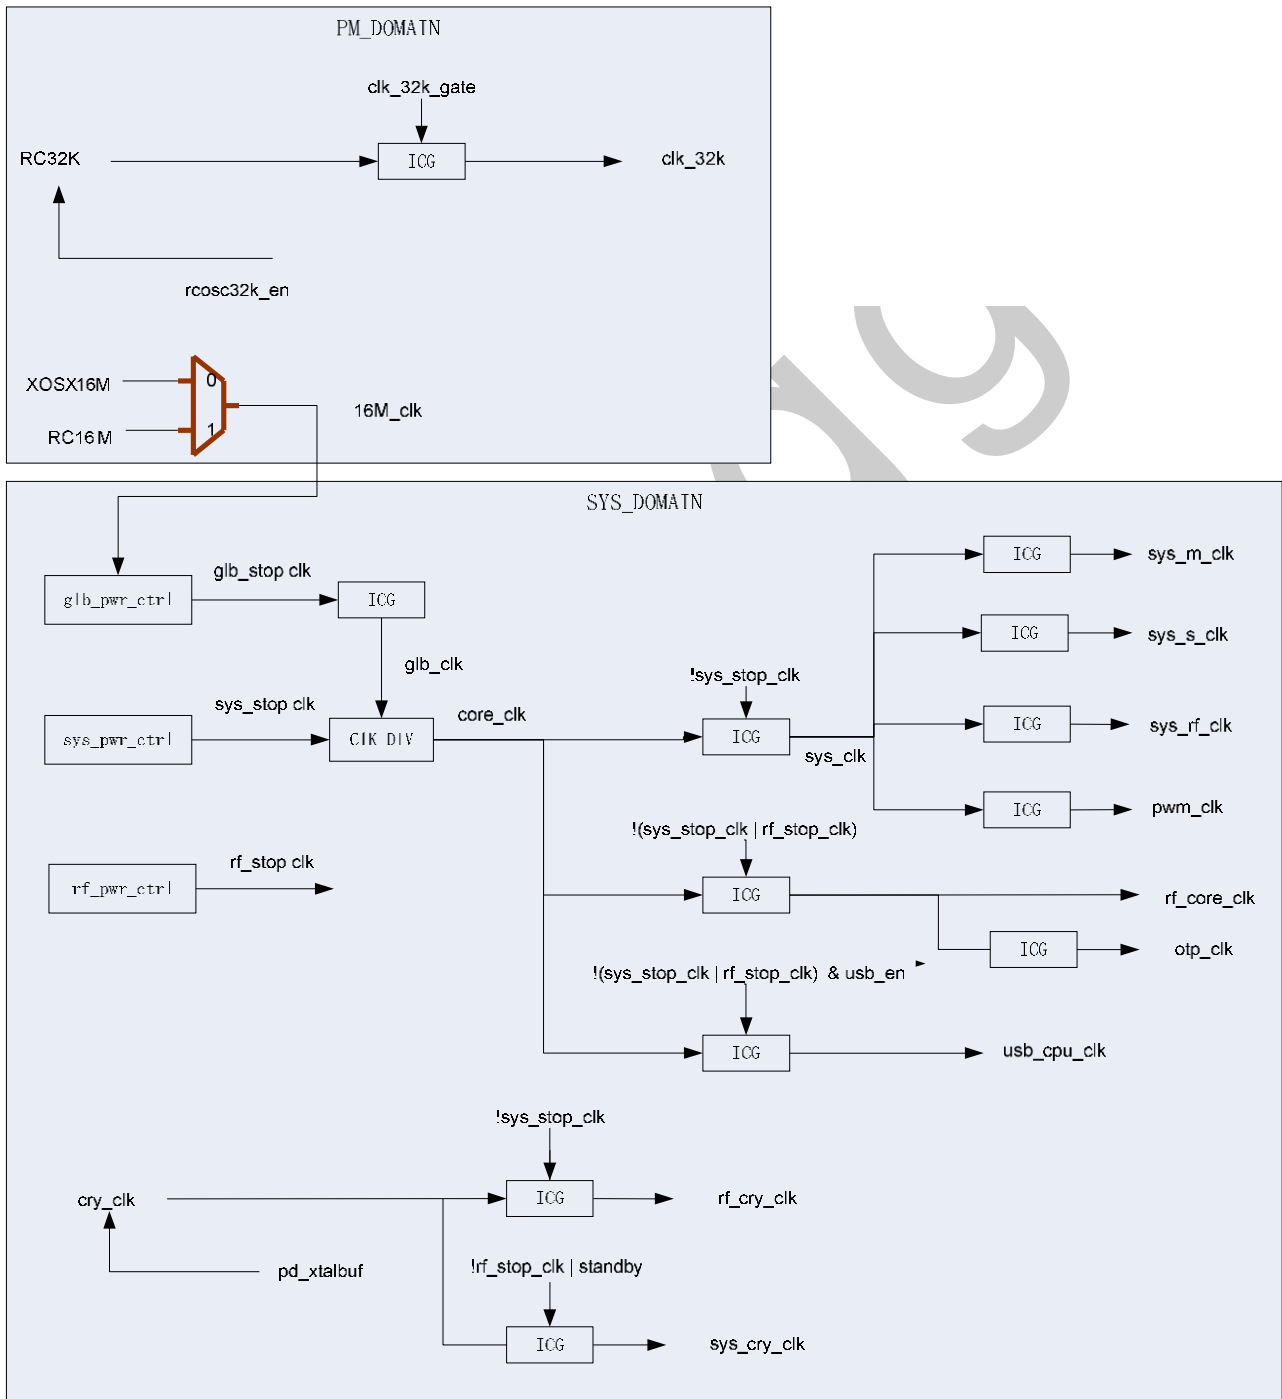 PM_DOMAIN
clk_32k_gate
RC32K
ICG
clk_32k
rcosc32k_en
XOSX16M
0
16M_clk
RC16M
1
SYS_DOMAIN
ICG
sys_m_clk
glb_stop clk
glb_pwr_ctrl
ICG
ICG
sys_s_clk
glb_clk
!sys_stop_clk
sys_stop clk
core_clk
ICG
sys_rf_clk
sys_pwr_ctrl
ClK DIV
ICG
sys_clk
ICG
pwm_clk
!(sys_stop_clk | rf_stop_clk)
rf_stop clk
rf_pwr_ctrl
ICG
rf_core_clk
ICG
otp_clk
!(sys_stop_clk | rf_stop_clk) & usb_en
ICG
usb_cpu_clk
!sys_stop_clk
cry_clk
ICG
rf_cry_clk
pd_xtalbuf
!rf_stop_clk | standby
ICG
sys_cry_clk